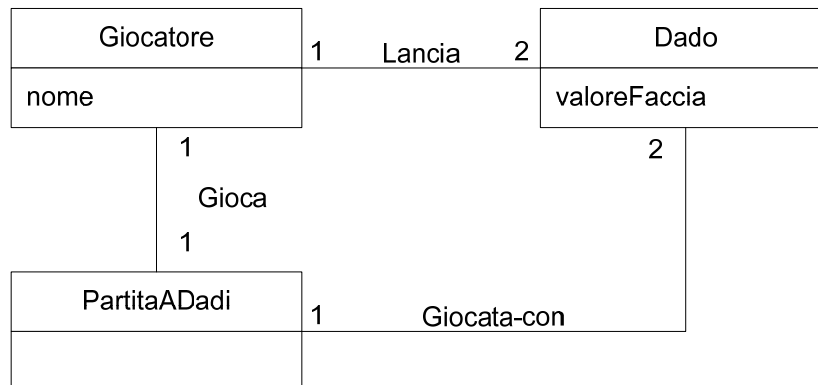 Giocatore
Dado
1 Lancia 2
nome
valoreFaccia
1
2
Gioca
1
PartitaADadi
1 Giocata-con